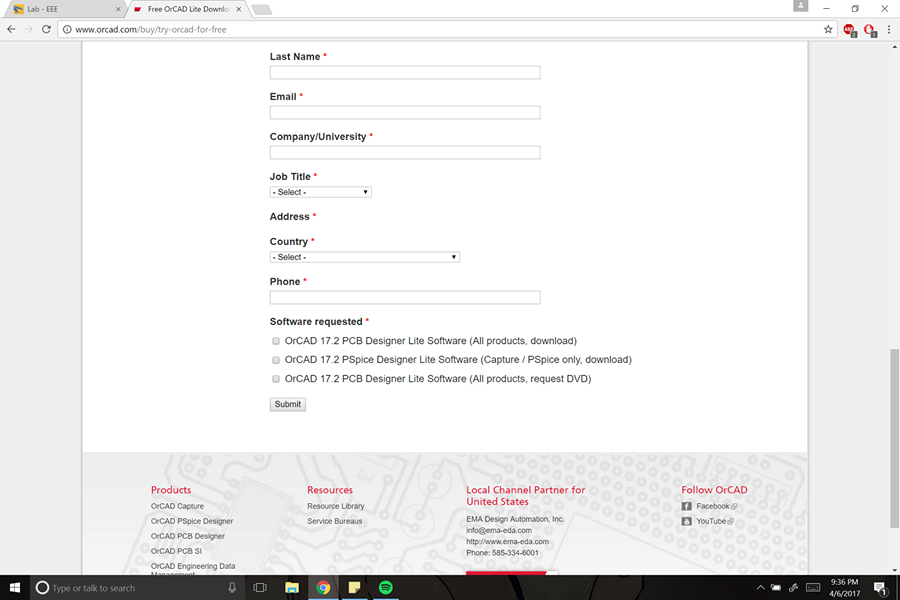 Lab - EEE
Free OrCAD Lite Downlo
www.orcad.com/buy/try-orcad-for-free
Last Name *
Email *
Company/University *
Job Title *
- Select -
Address *
Country *
- Select -
Phone *
Software requested *
OrCAD 17.2 PCB Designer Lite Software (All products, download)
OrCAD 17.2 PSpice Designer Lite Software (Capture / PSpice only, download)
OrCAD 17.2 PCB Designer Lite Software (All products, request DVD)
Submit
Products
OrCAD Capture
OrCAD PSpice Designer
OrCAD PCB Designer
OrCAD PCB SI
OrCAD Engineering Data
Management
Resources
Resource Library
Service Bureaus
Local Channel Partner for
United States
EMA Design Automation, Inc.
info@ema-eda.com
http://www.ema-eda.com
Phone: 585-334-6001
Follow OrCAD
Facebook
YouTube
Type or talk to search
9:36 PM
4/6/2017